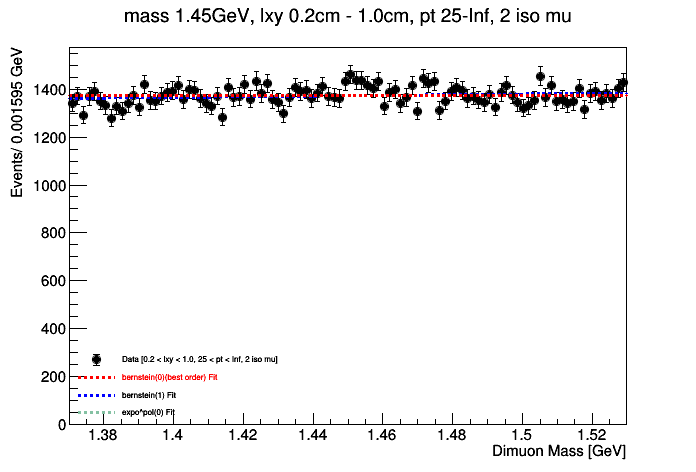 mass 1.45GeV, lxy 0.2cm - 1.0cm, pt 25-Inf, 2 iso mu
Events/ 0.001595 GeV
1400
1200
1000
800
600
400
200
0
Data [0.2 < lxy < 1.0, 25 < pt < Inf, 2 iso mu]
bernstein(0)(best order) Fit
bernstein(1) Fit
expo*pol(0) Fit
1.38 1.4 1.42 1.44 1.46 1.48 1.5 1.52
Dimuon Mass [GeV]